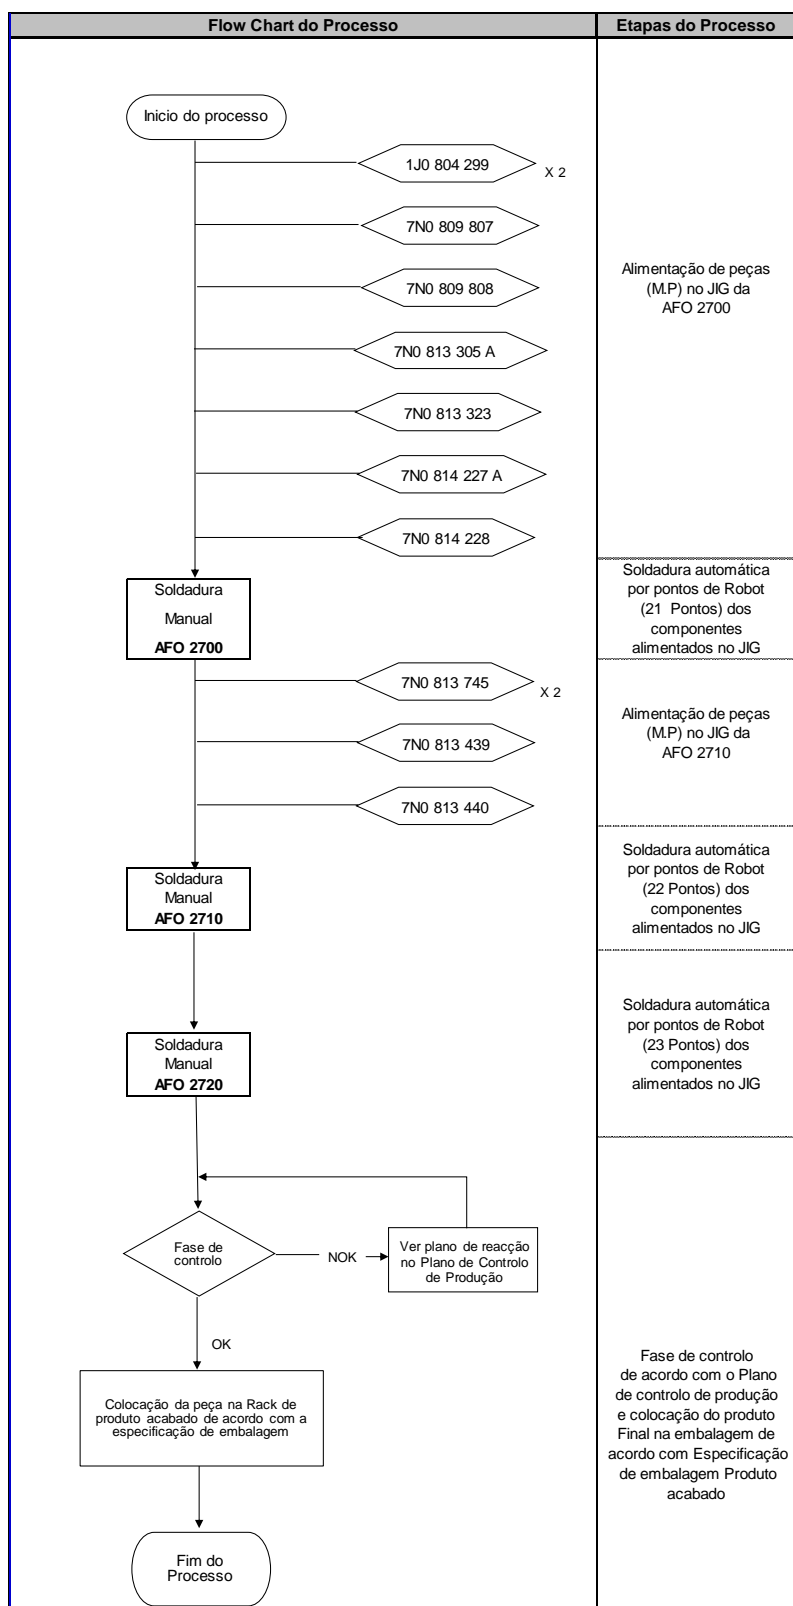 Flow Chart do Processo
Etapas do Processo
Inicio do processo
1J0 804 299
X 2
7N0 809 807
7N0 809 808
7N0 813 305 A
7N0 813 323
7N0 814 227 A
7N0 814 228
Alimentação de peças
(M.P) no JIG da
AFO 2700
Soldadura
Manual
AFO 2700
Soldadura automática
por pontos de Robot
(21 Pontos) dos
componentes
alimentados no JIG
7N0 813 745
X 2
7N0 813 439
7N0 813 440
Alimentação de peças
(M.P) no JIG da
AFO 2710
Soldadura
Manual
AFO 2710
Soldadura automática
por pontos de Robot
(22 Pontos) dos
componentes
alimentados no JIG
Soldadura
Manual
AFO 2720
Soldadura automática
por pontos de Robot
(23 Pontos) dos
componentes
alimentados no JIG
Fase de
controlo
NOK
Ver plano de reacção
no Plano de Controlo
de Produção
OK
Colocação da peça na Rack de
produto acabado de acordo com a
especificação de embalagem
Fim do
Processo
Fase de controlo
de acordo com o Plano
de controlo de produção
e colocação do produto
Final na embalagem de
acordo com Especificação
de embalagem Produto
acabado